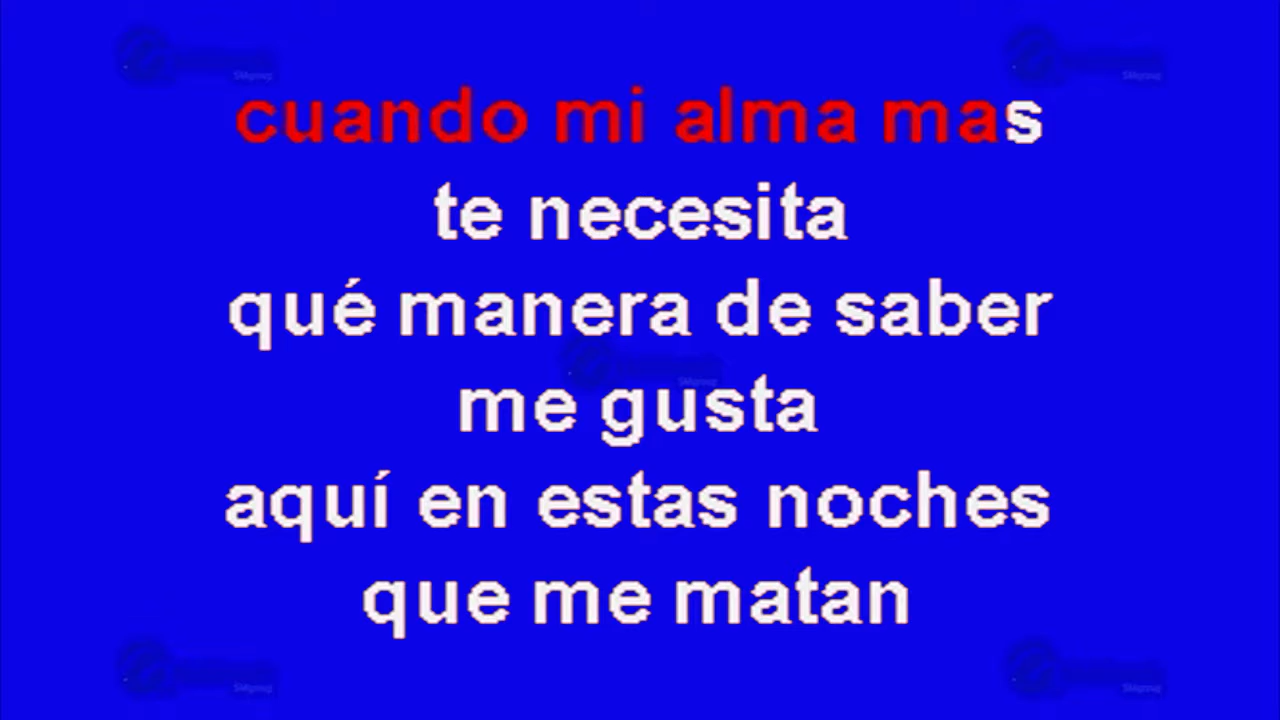 cuando mi alma mas
te necesita
qué manera de saber
me gusta
aquí en estas noches
que me matan